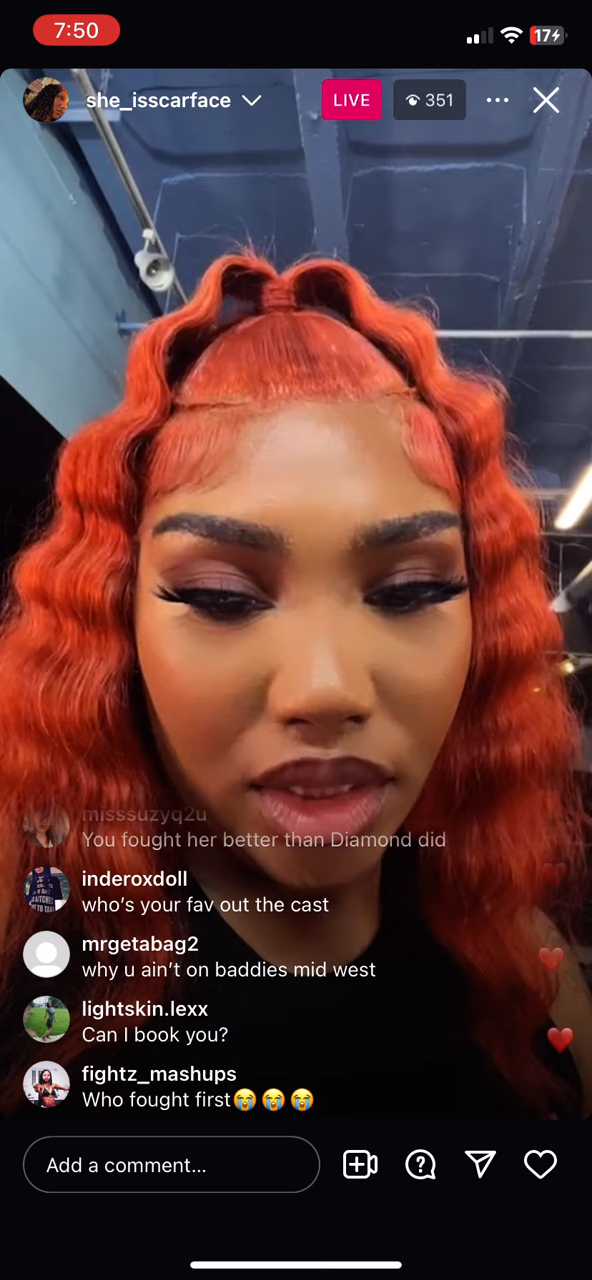 7:50
17
she_isscarface
LIVE
351
misssuzyq2u
You fought her better than Diamond did
inderoxdoll
who's your fav out the cast
mrgetabag2
why u ain't on baddies mid west
lightskin.lexx
Can I book you?
fightz_mashups
Who fought first😭😭😭
Add a comment...